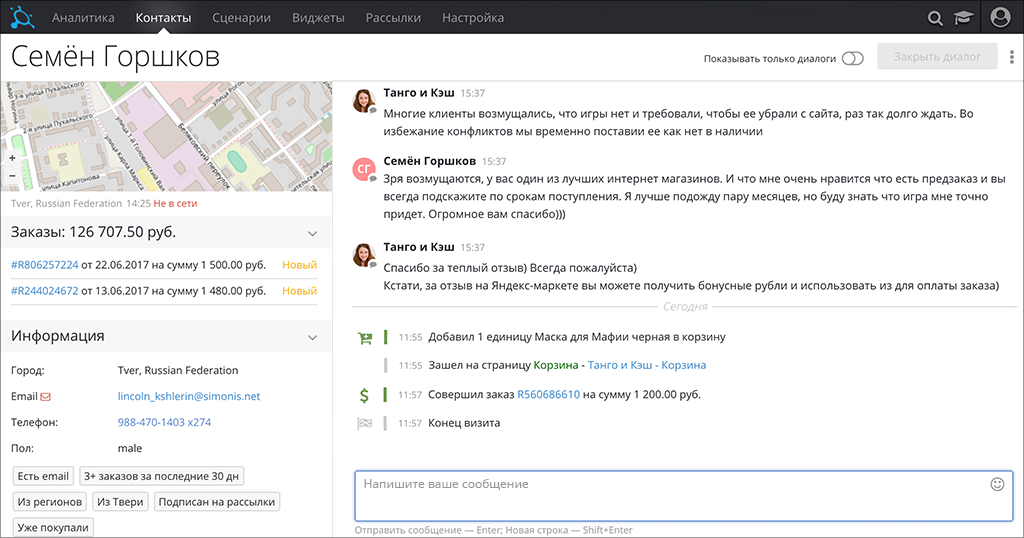 Аналитика Контакты Сценарии Виджеты Рассылки Настройка
Семён Горшков
Показывать только диалоги
Закрыть диалог
2-я улица Пухальского
улица 1-й Головинский Вал
Беляковский переулок
улица Карла Маркса
улица Капитонова
+
−
Tver, Russian Federation 14:25 Не в сети
Заказы: 126 707.50 руб.
#R806257224 от 22.06.2017 на сумму 1 500.00 руб. Новый
#R244024672 от 13.06.2017 на сумму 1 480.00 руб. Новый
Информация
Город: Tver, Russian Federation
Email lincoln_kshlerin@simonis.net
Телефон: 988-470-1403 x274
Пол: male
Есть email 3+ заказов за последние 30 дн
Из регионов Из Твери Подписан на рассылки
Уже покупали
Танго и Кэш 15:37
Многие клиенты возмущались, что игры нет и требовали, чтобы ее убрали с сайта, раз так долго ждать. Во
избежание конфликтов мы временно поставии ее как нет в наличии
СГ
Семён Горшков 15:37
Зря возмущаются, у вас один из лучших интернет магазинов. И что мне очень нравится что есть предзаказ и вы
всегда подскажите по срокам поступления. Я лучше подожду пару месяцев, но буду знать что игра мне точно
придет. Огромное вам спасибо)))
Танго и Кэш 15:37
Спасибо за теплый отзыв) Всегда пожалуйста)
Кстати, за отзыв на Яндекс-маркете вы можете получить бонусные рубли и использовать из для оплаты заказа)
Сегодня
11:55 Добавил 1 единицу Маска для Мафии черная в корзину
11:55 Зашел на страницу Корзина - Танго и Кэш - Корзина
$ 11:57 Совершил заказ R560686610 на сумму 1 200.00 руб.
11:57 Конец визита
Напишите ваше сообщение
Отправить сообщение — Enter; Новая строка — Shift+Enter